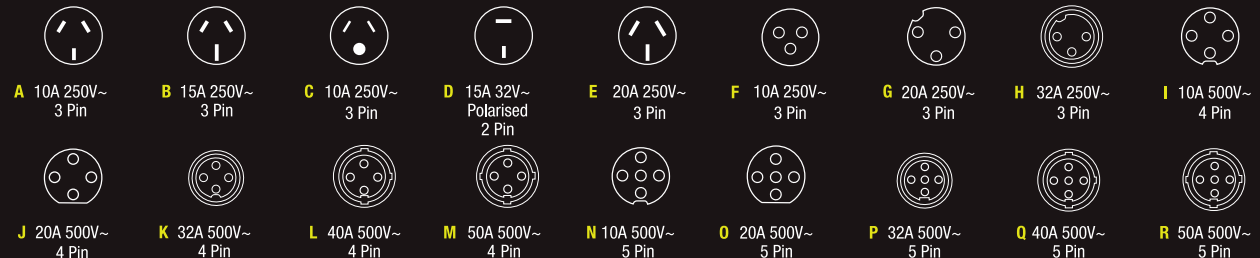 A 10A 250V~
3 Pin
B 15A 250V~
3 Pin
C 10A 250V~
3 Pin
D 15A 32V~
Polarised
2 Pin
E 20A 250V~
3 Pin
F 10A 250V~
3 Pin
G 20A 250V~
3 Pin
H 32A 250V~
3 Pin
I 10A 500V~
4 Pin
J 20A 500V~
4 Pin
K 32A 500V~
4 Pin
L 40A 500V~
4 Pin
M 50A 500V~
4 Pin
N 10A 500V~
5 Pin
O 20A 500V~
5 Pin
P 32A 500V~
5 Pin
Q 40A 500V~
5 Pin
R 50A 500V~
5 Pin